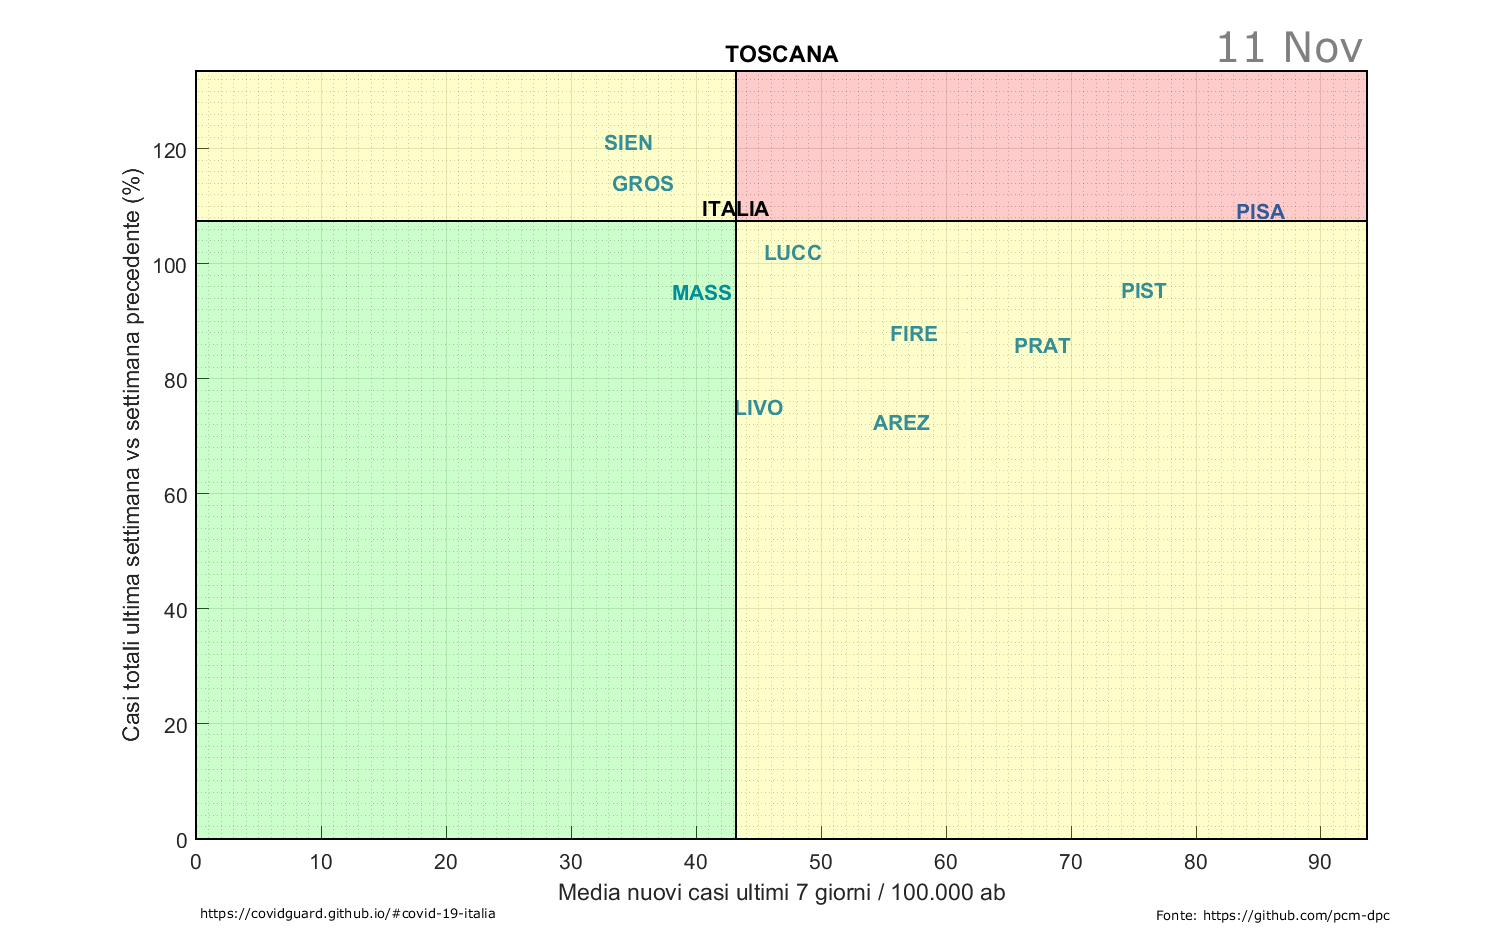 11 Nov
TOSCANA
120
100
80
60
40
20
0
Casi totali ultima settimana vs settimana precedente (%)
SIEN
GROS
ITALIA
PISA
LUCC
MASS
PIST
FIRE
PRAT
LIVO
AREZ
0 10 20 30 40 50 60 70 80 90
Media nuovi casi ultimi 7 giorni / 100.000 ab
https://covidguard.github.io/#covid-19-italia
Fonte: https://github.com/pcm-dpc